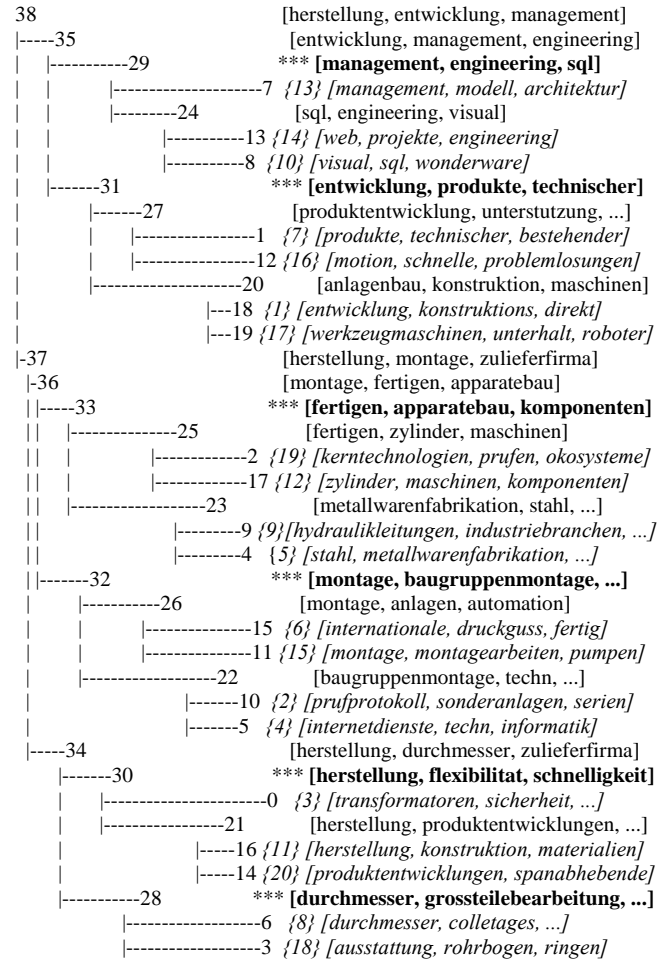 38 [herstellung, entwicklung, management]
|-----35 [entwicklung, management, engineering]
| |-----------29 *** [management, engineering, sql]
| | |---------------------7 {13} [management, modell, architektur]
| | |---------24 [sql, engineering, visual]
| | |-----------13 {14} [web, projekte, engineering]
| | |-----------8 {10} [visual, sql, wonderware]
| |-------31 *** [entwicklung, produkte, technischer]
| |-------27 [produktentwicklung, unterstutzung, ...]
| | |-----------------1 {7} [produkte, technischer, bestehender]
| | |-----------------12 {16} [motion, schnelle, problemlosungen]
| |---------------------20 [anlagenbau, konstruktion, maschinen]
| |---18 {1} [entwicklung, konstruktions, direkt]
| |---19 {17} [werkzeugmaschinen, unterhalt, roboter]
|-37 [herstellung, montage, zulieferfirma]
|-36 [montage, fertigen, apparatebau]
| |-----33 *** [fertigen, apparatebau, komponenten]
| | |---------------25 [fertigen, zylinder, maschinen]
| | | |-------------2 {19} [kerntechnologien, prufen, okosysteme]
| | | |-------------17 {12} [zylinder, maschinen, komponenten]
| | |-------------------23 [metallwarenfabrikation, stahl, ...]
| | |---------9 {9}[hydraulikleitungen, industriebranchen, ...]
| | |---------4 {5} [stahl, metallwarenfabrikation, ...]
| |-------32 *** [montage, baugruppenmontage, ...]
| |-----------26 [montage, anlagen, automation]
| | |---------------15 {6} [internationale, druckguss, fertig]
| | |---------------11 {15} [montage, montagearbeiten, pumpen]
| |-------------------22 [baugruppenmontage, techn, ...]
| |-------10 {2} [prufprotokoll, sonderanlagen, serien]
| |-------5 {4} [internetdienste, techn, informatik]
|-----34 [herstellung, durchmesser, zulieferfirma]
|-------30 *** [herstellung, flexibilitat, schnelligkeit]
| |-----------------------0 {3} [transformatoren, sicherheit, ...]
| |-----------------21 [herstellung, produktentwicklungen, ...]
| |-----16 {11} [herstellung, konstruktion, materialien]
| |-----14 {20} [produktentwicklungen, spanabhebende]
|-----------28 *** [durchmesser, grossteilebearbeitung, ...]
|-------------------6 {8} [durchmesser, colletages, ...]
|-------------------3 {18} [ausstattung, rohrbogen, ringen]